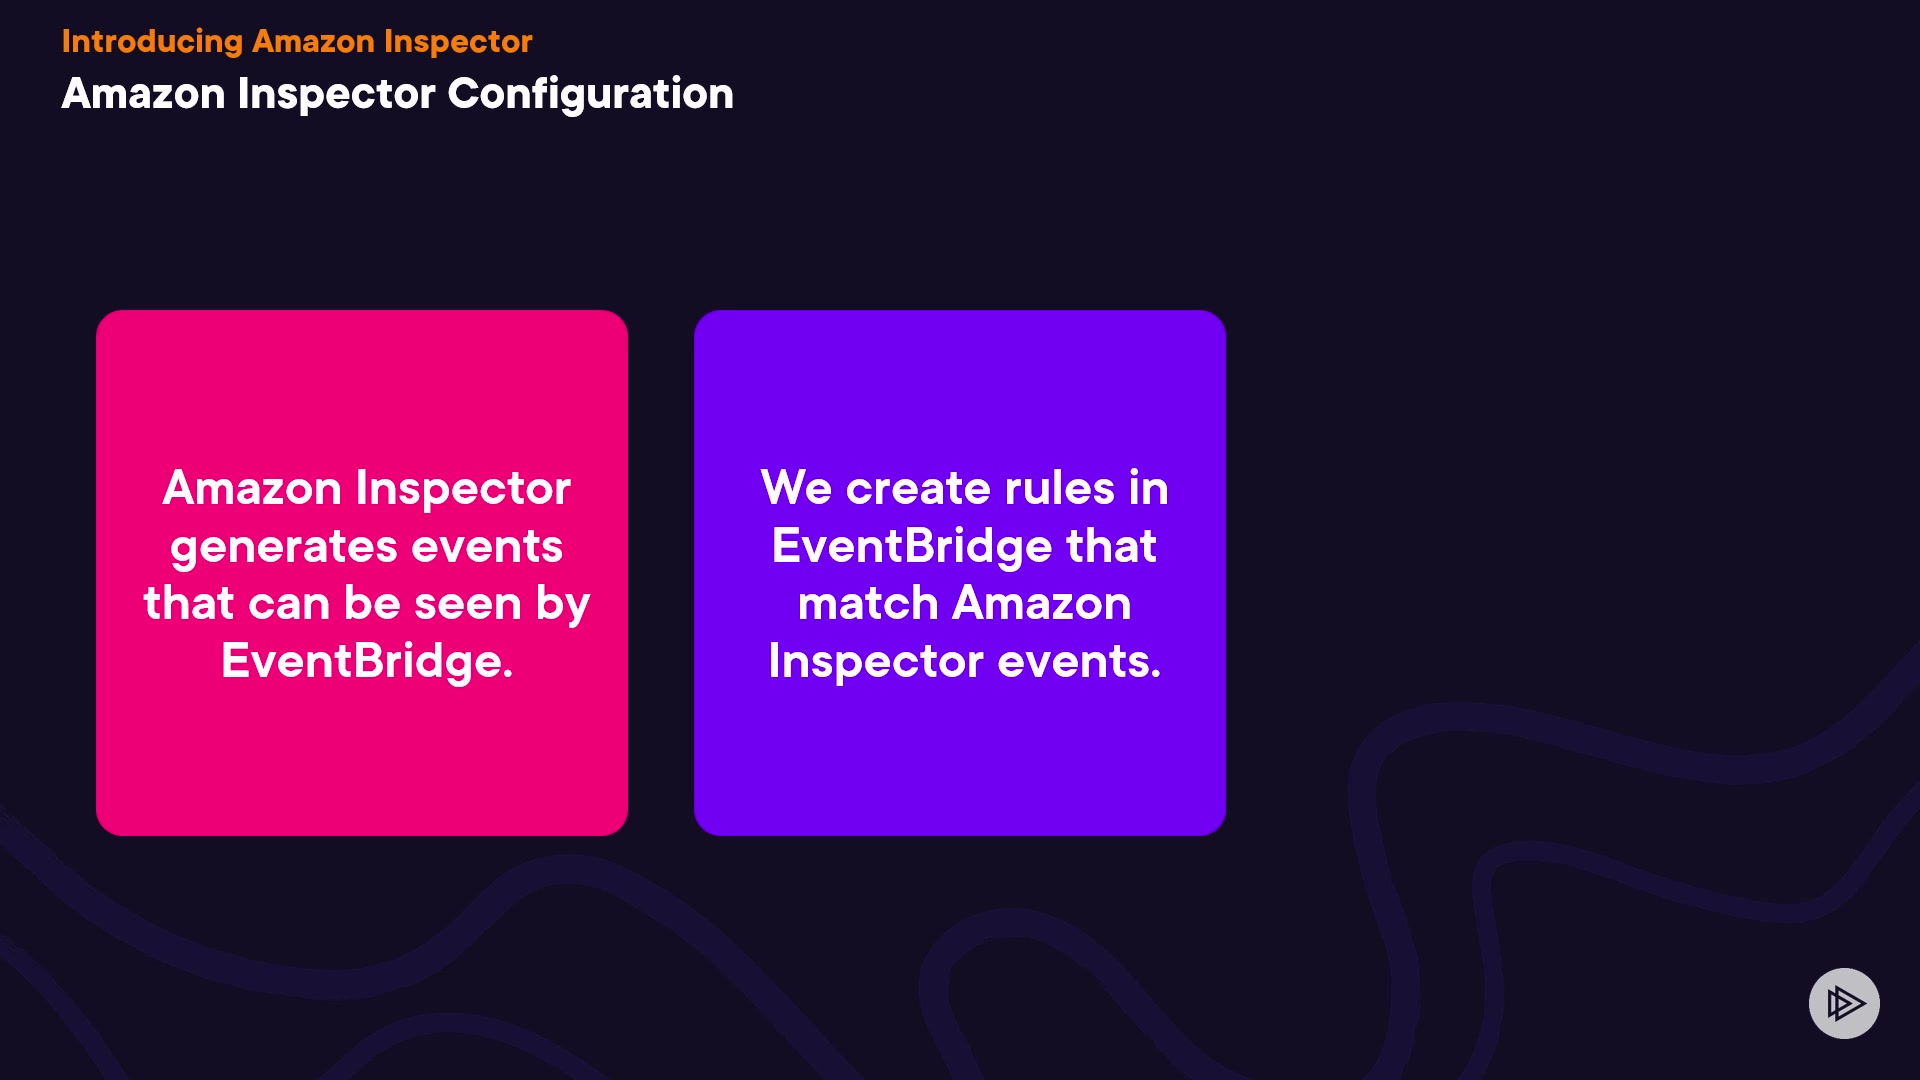 Introducing Amazon Inspector
Amazon Inspector Configuration
Amazon Inspector
generates events
that can be seen by
EventBridge.
We create rules in
EventBridge that
match Amazon
Inspector events.